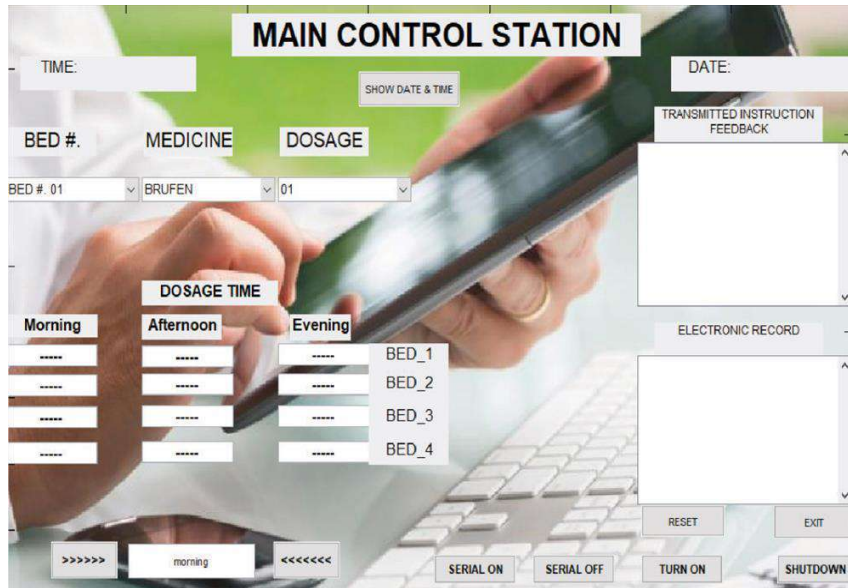 MAIN CONTROL STATION
TIME:
DATE:
SHOW DATE & TIME
TRANSMITTED INSTRUCTION
FEEDBACK
BED #. MEDICINE DOSAGE
BED #. 01 BRUFEN 01
DOSAGE TIME
Morning Afternoon Evening
ELECTRONIC RECORD
----- ----- ----- BED_1
----- ----- ----- BED_2
----- ----- ----- BED_3
----- ----- ----- BED_4
RESET EXIT
>>>>>> morning <<<<<<<
SERIAL ON SERIAL OFF TURN ON SHUTDOWN